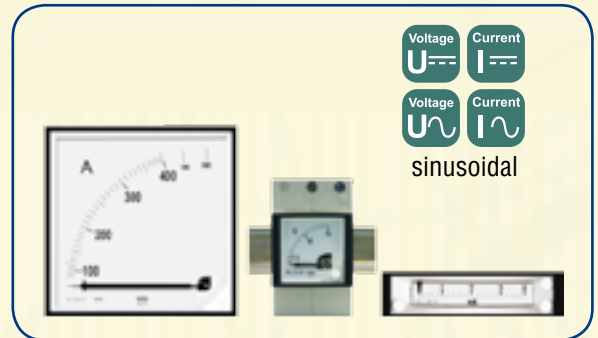 Voltage Current
U I
Voltage Current
U I
sinusoidal
A
400
300
200
100